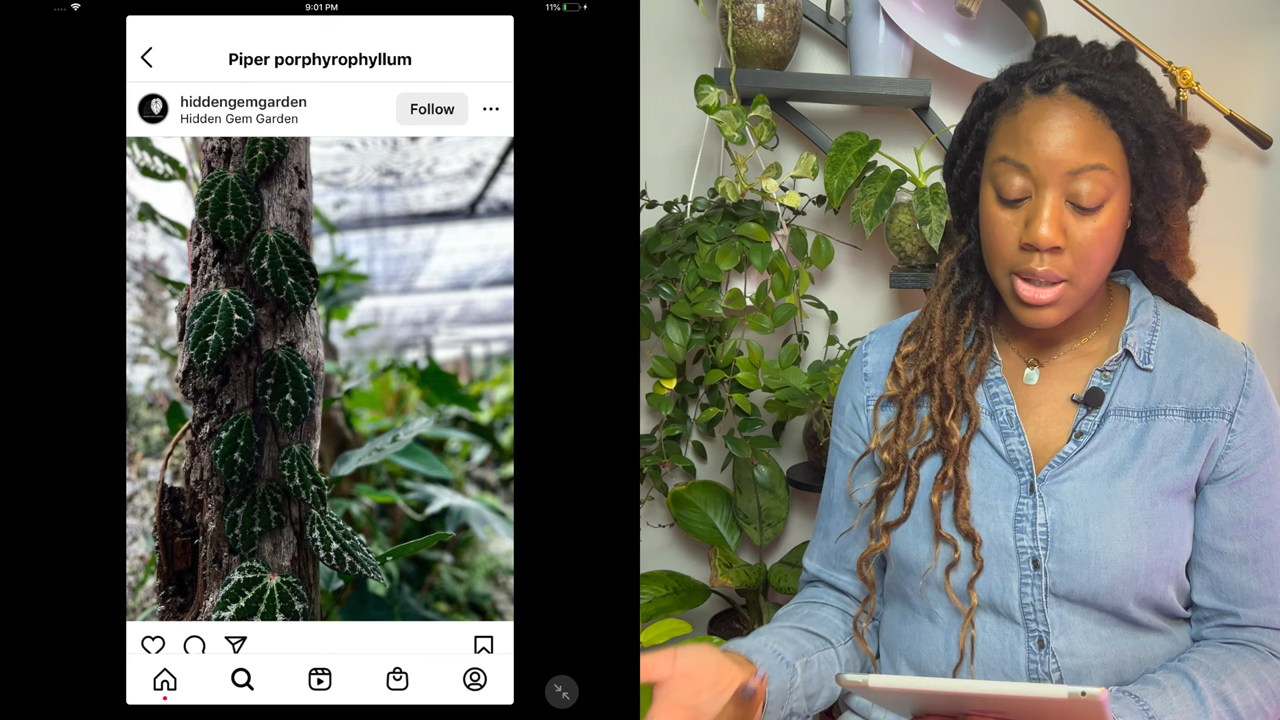 9:01 PM
11%
Piper porphyrophyllum
hiddengemgarden
Hidden Gem Garden
Follow